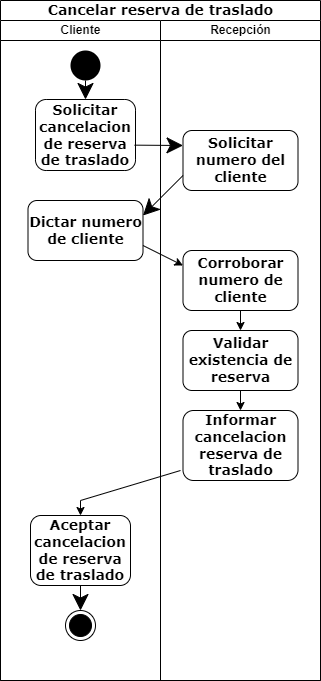 Cancelar reserva de traslado
Cliente
Recepción
Solicitar
cancelacion
de reserva
de traslado
Solicitar
numero del
cliente
Dictar numero
de cliente
Corroborar
numero de
cliente
Validar
existencia de
reserva
Informar
cancelacion
reserva de
traslado
Aceptar
cancelacion
de reserva
de traslado